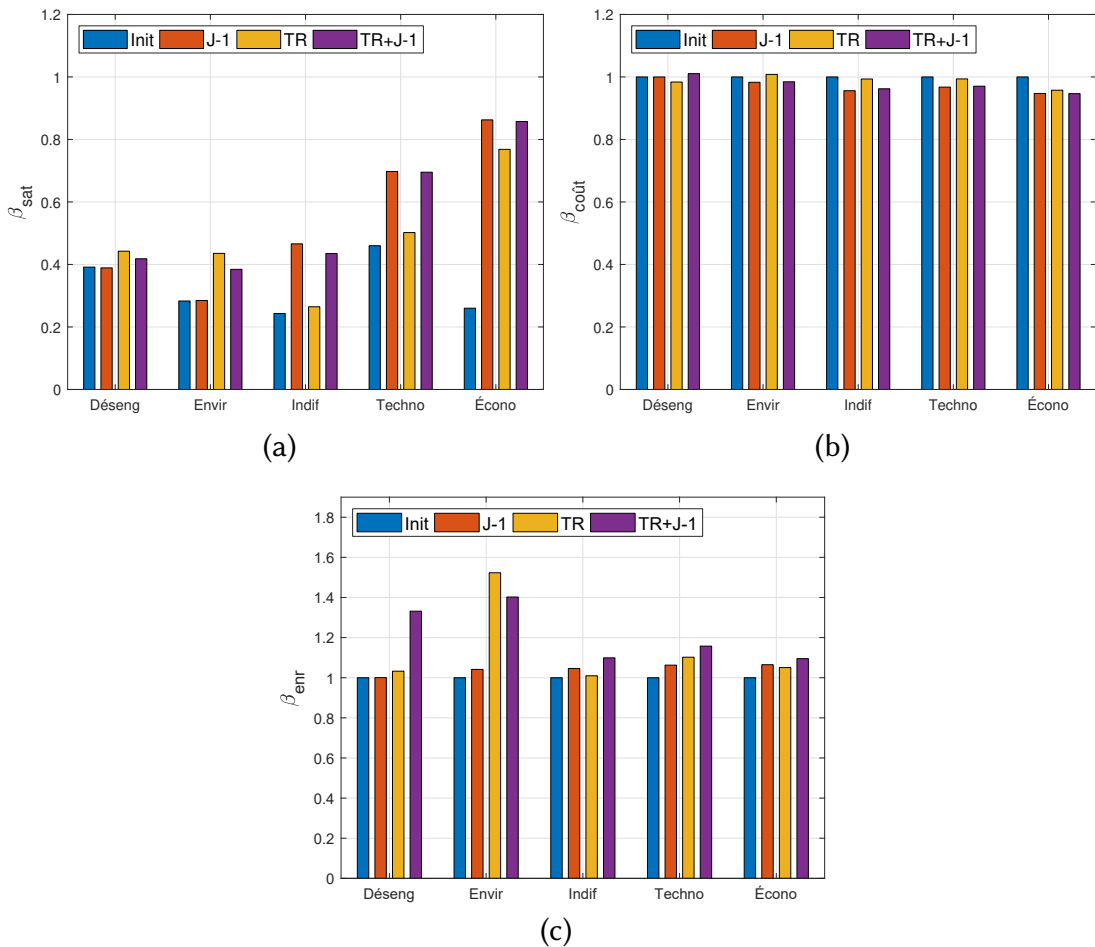 1.2
1
0.8
0.6
0.4
0.2
0
β_sat
Init J-1 TR TR+J-1
Déseng Envir Indif Techno Écono
(a)
1.2
1
0.8
0.6
0.4
0.2
0
β_coût
Init J-1 TR TR+J-1
Déseng Envir Indif Techno Écono
(b)
1.8
1.6
1.4
1.2
1
0.8
0.6
0.4
0.2
0
β_enr
Init J-1 TR TR+J-1
Déseng Envir Indif Techno Écono
(c)